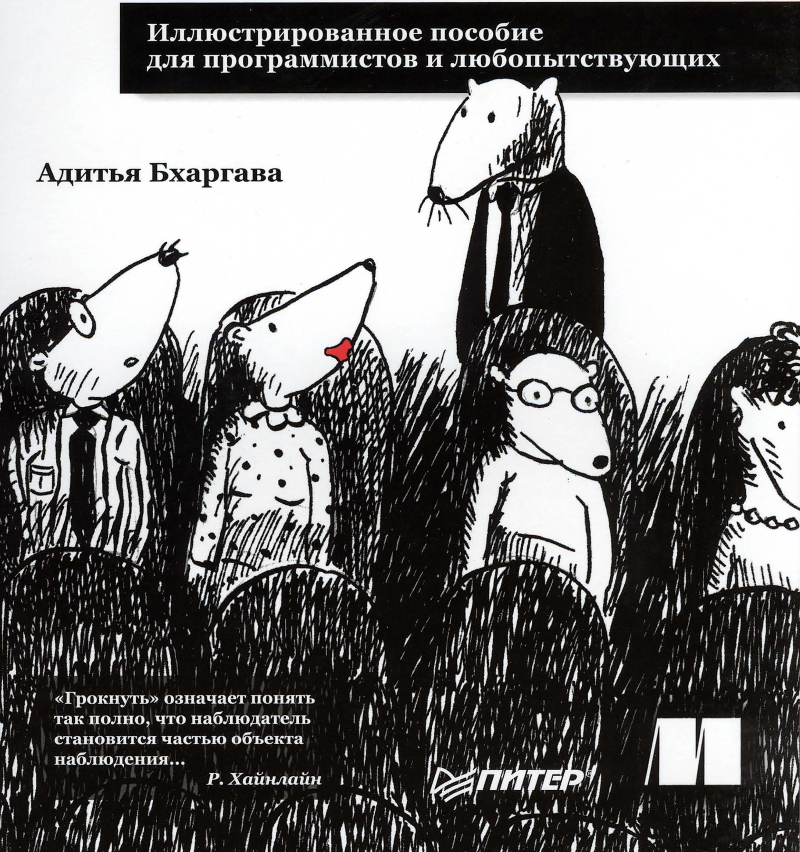 Иллюстрированное пособие
для программистов и любопытствующих
Адитья Бхаргава
«Грокнуть» означает понять
так полно, что наблюдатель
становится частью объекта
наблюдения...
Р. Хайнлайн
ПИТЕР®